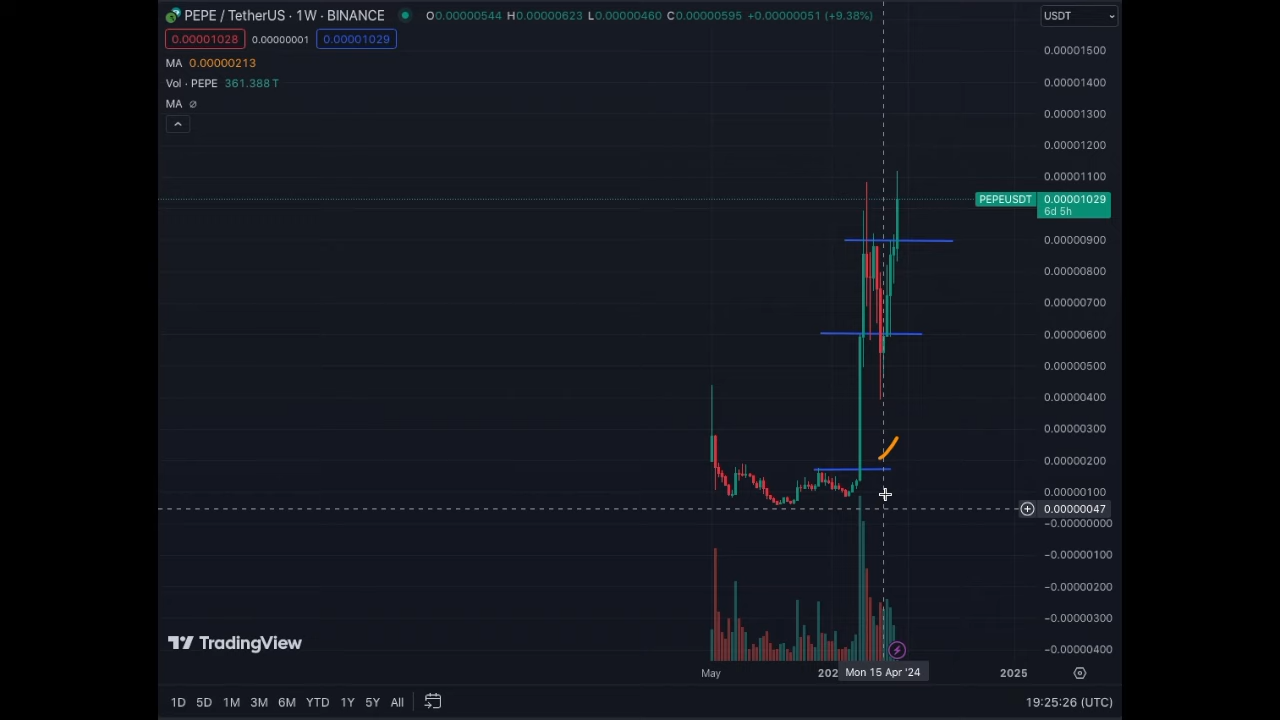 PEPE / TetherUS · 1W · BINANCE O0.00000544 H0.00000623 L0.00000460 C0.00000595 +0.00000051 (+9.38%) USDT
0.00001028 0.00000001 0.00001029
MA 0.00000213
Vol · PEPE 361.388 T
MA ∅
0.00001500
0.00001400
0.00001300
0.00001200
0.00001100
PEPEUSDT 0.00001029
6d 5h
0.00000900
0.00000800
0.00000700
0.00000600
0.00000500
0.00000400
0.00000300
0.00000200
0.00000100
0.00000047
−0.00000000
−0.00000100
−0.00000200
−0.00000300
−0.00000400
TradingView
May Mon 15 Apr '24 2025
1D 5D 1M 3M 6M YTD 1Y 5Y All 19:25:26 (UTC)